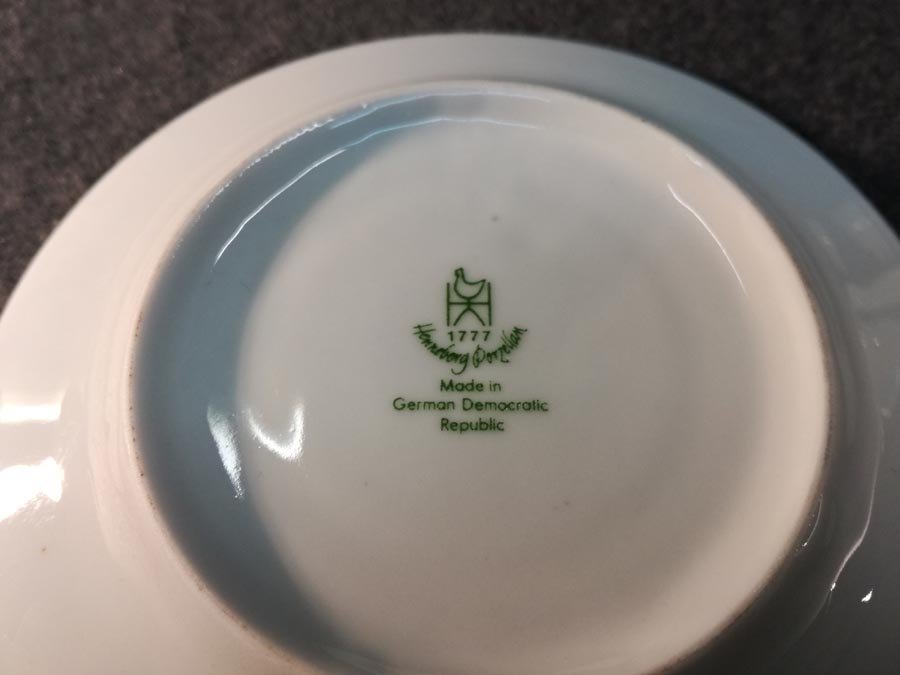 1777
Henneberg Porzellan
Made in
German Democratic
Republic